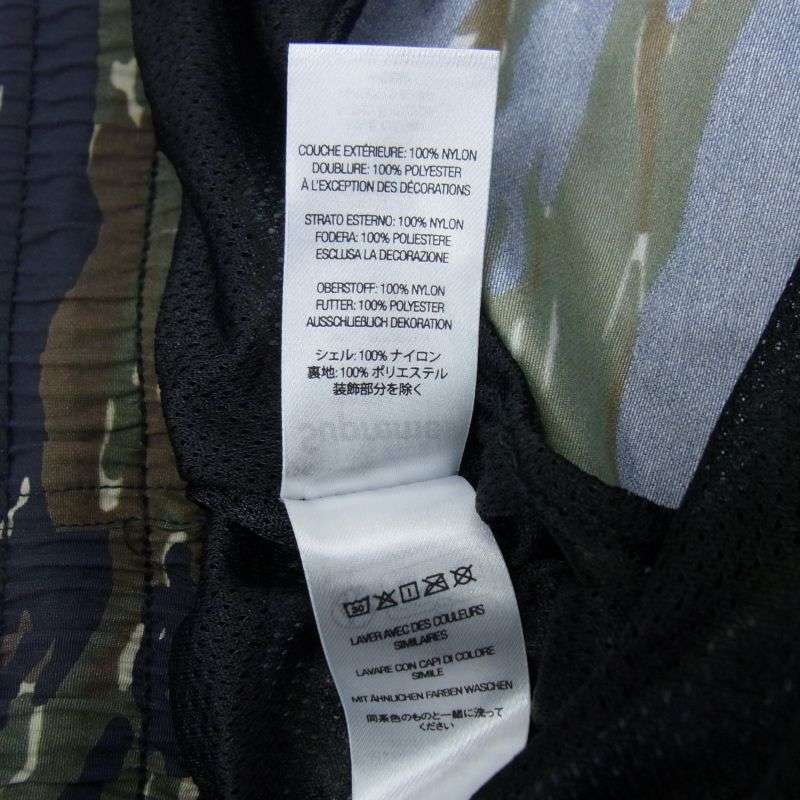 COUCHE EXTÉRIEURE: 100% NYLON
DOUBLURE: 100% POLYESTER
À L'EXCEPTION DES DÉCORATIONS
STRATO ESTERNO: 100% NYLON
FODERA: 100% POLIESTERE
ESCLUSA LA DECORAZIONE
OBERSTOFF: 100% NYLON
FUTTER: 100% POLYESTER
AUSSCHLIEßLICH DEKORATION
シェル: 100% ナイロン
裏地: 100% ポリエステル
装飾部分を除く
30
LAVER AVEC DES COULEURS
SIMILAIRES
LAVARE CON CAPI DI COLORE
SIMILE
MIT ÄHNLICHEN FARBEN WASCHEN
同系色のものと一緒に洗って
ください